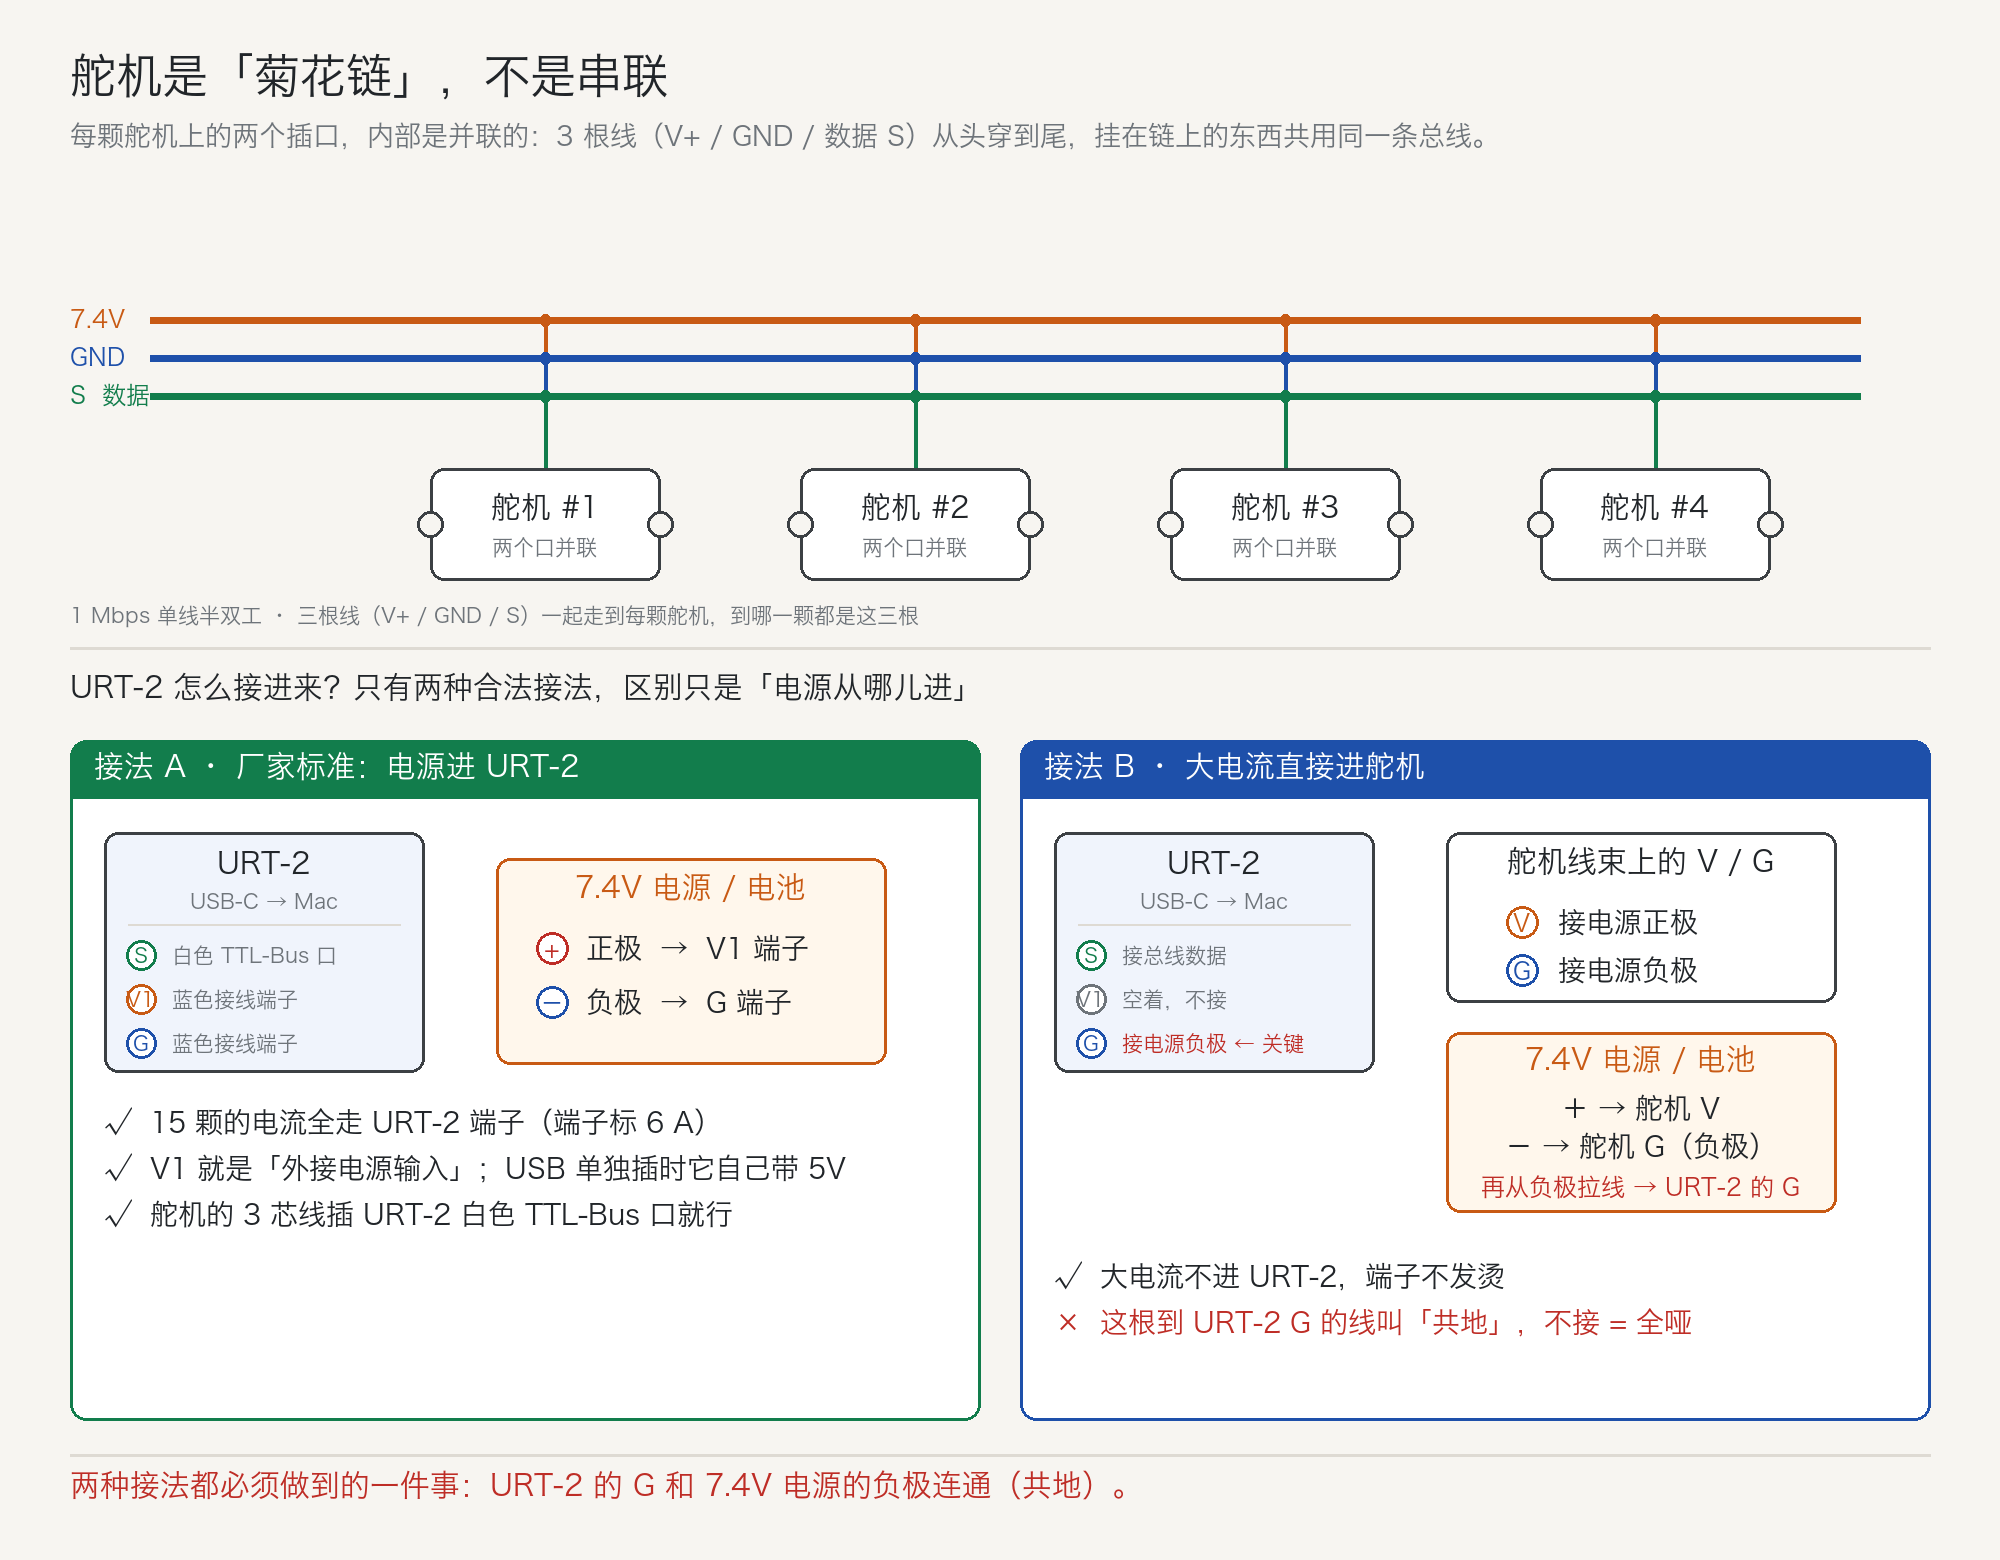 舵机是「菊花链」，不是串联
每颗舵机上的两个插口，内部是并联的：3 根线（V+ / GND / 数据 S）从头穿到尾，挂在链上的东西共用同一条总线。
7.4V
GND
S 数据
舵机 #1
两个口并联
舵机 #2
两个口并联
舵机 #3
两个口并联
舵机 #4
两个口并联
1 Mbps 单线半双工 · 三根线（V+ / GND / S）一起走到每颗舵机，到哪一颗都是这三根
URT-2 怎么接进来？只有两种合法接法，区别只是「电源从哪儿进」
接法 A · 厂家标准：电源进 URT-2
URT-2
USB-C → Mac
S 白色 TTL-Bus 口
V1 蓝色接线端子
G 蓝色接线端子
7.4V 电源 / 电池
+ 正极 → V1 端子
− 负极 → G 端子
✓ 15 颗的电流全走 URT-2 端子（端子标 6 A）
✓ V1 就是「外接电源输入」；USB 单独插时它自己带 5V
✓ 舵机的 3 芯线插 URT-2 白色 TTL-Bus 口就行
接法 B · 大电流直接进舵机
URT-2
USB-C → Mac
S 接总线数据
V1 空着，不接
G 接电源负极 ← 关键
舵机线束上的 V / G
V 接电源正极
G 接电源负极
7.4V 电源 / 电池
+ → 舵机 V
− → 舵机 G（负极）
再从负极拉线 → URT-2 的 G
✓ 大电流不进 URT-2，端子不发烫
× 这根到 URT-2 G 的线叫「共地」，不接 = 全哑
两种接法都必须做到的一件事：URT-2 的 G 和 7.4V 电源的负极连通（共地）。